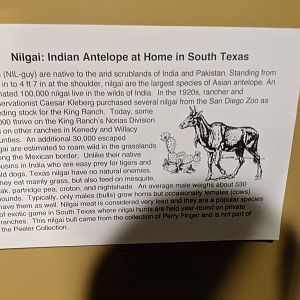 Nilgai: Indian Antelope at Home in South Texas
(NIL-guy) are native to the arid scrublands of India and Pakistan. Standing from
in to 4 ft 7 in at the shoulder, nilgai are the largest species of Asian antelope. An
mated 100,000 nilgai live in the wilds of India. In the 1920s, rancher and
servationist Caesar Kleberg purchased several nilgai from the San Diego Zoo as
ding stock for the King Ranch. Today, some
000 thrive on the King Ranch's Norias Division
on other ranches in Kenedy and Willacy
unties. An additional 30,000 escaped
gai are estimated to roam wild in the grasslands
ng the Mexican border. Unlike their native
usins in India who are easy prey for tigers and
ld dogs, Texas nilgai have no natural enemies.
hey eat mainly grass, but also feed on mesquite,
ak, partridge pea, croton, and nightshade. An average male weighs about 530
ounds. Typically, only males (bulls) grow horns but occasionally females (cows)
have them as well. Nilgai meat is considered very lean and they are a popular species
of exotic game in South Texas where nilgai hunts are held year-round on private
ranches. This nilgai bull came from the collection of Perry Finger and is not part of
the Peeler Collection.